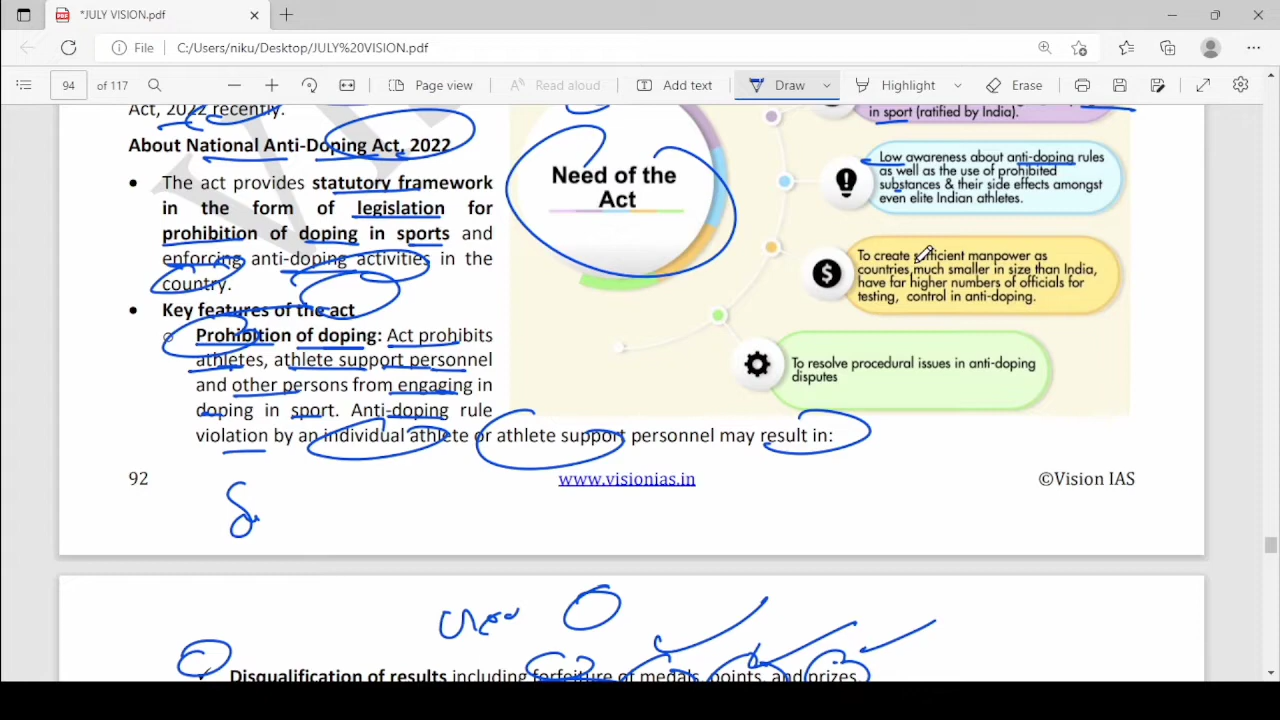 *JULY VISION.pdf
File
C:/Users/niku/Desktop/JULY%20VISION.pdf
94 of 117
Page view
Read aloud
Add text
Draw
Highlight
Erase
Act, 2022 recently.
About National Anti-Doping Act, 2022
• The act provides statutory framework
in the form of legislation for
prohibition of doping in sports and
enforcing anti-doping activities in the
country.
• Key features of the act
o Prohibition of doping: Act prohibits
athletes, athlete support personnel
and other persons from engaging in
doping in sport. Anti-doping rule
violation by an individual athlete or athlete support personnel may result in:
Need of the
Act
in sport (ratified by India).
Low awareness about anti-doping rules
as well as the use of prohibited
substances & their side effects amongst
even elite Indian athletes.
To create sufficient manpower as
countries much smaller in size than India,
have far higher numbers of officials for
testing, control in anti-doping.
To resolve procedural issues in anti-doping
disputes
92
www.visionias.in
©Vision IAS
✓ Disqualification of results including forfeiture of medals, points, and prizes.